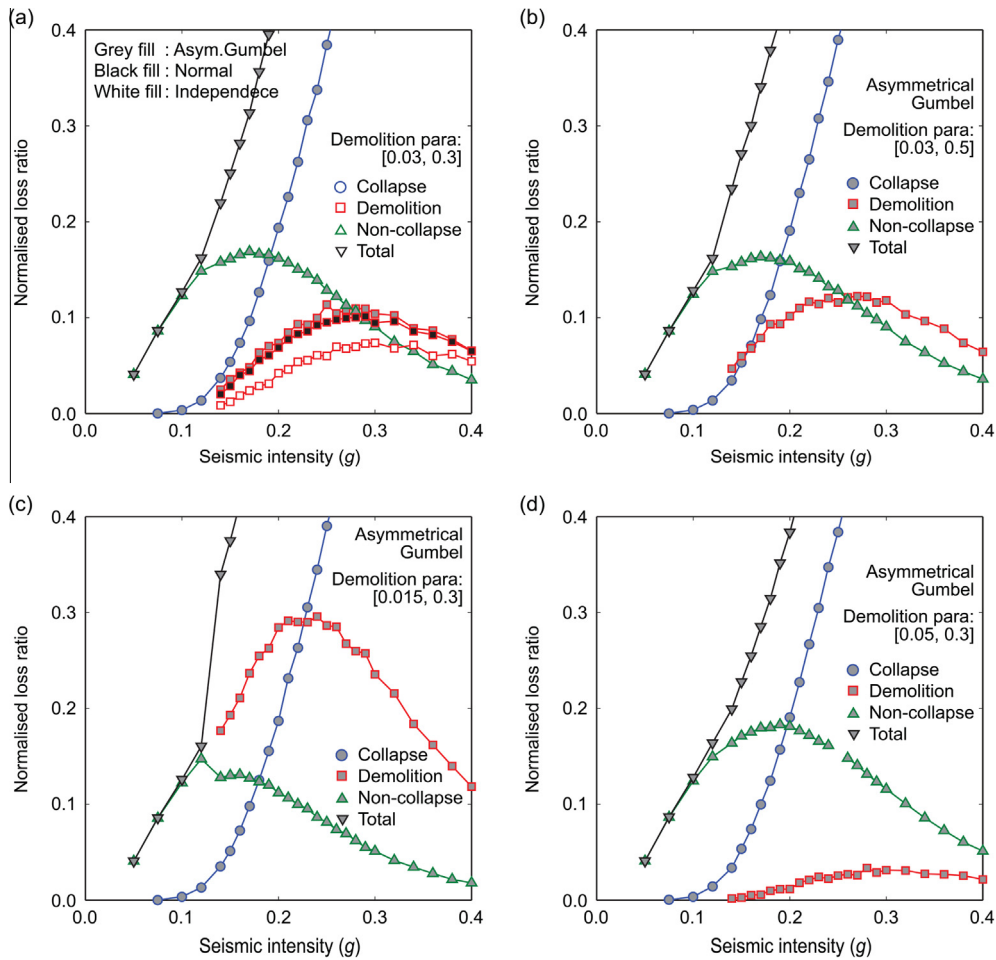 (a)
0.4
0.3
0.2
0.1
0.0
Normalised loss ratio
Grey fill : Asym.Gumbel
Black fill : Normal
White fill : Independece
Demolition para:
[0.03, 0.3]
Collapse
Demolition
Non-collapse
Total
0.0 0.1 0.2 0.3 0.4
Seismic intensity (g)
(b)
0.4
0.3
0.2
0.1
0.0
Normalised loss ratio
Asymmetrical
Gumbel
Demolition para:
[0.03, 0.5]
Collapse
Demolition
Non-collapse
Total
0.0 0.1 0.2 0.3 0.4
Seismic intensity (g)
(c)
0.4
0.3
0.2
0.1
0.0
Normalised loss ratio
Asymmetrical
Gumbel
Demolition para:
[0.015, 0.3]
Collapse
Demolition
Non-collapse
Total
0.0 0.1 0.2 0.3 0.4
Seismic intensity (g)
(d)
0.4
0.3
0.2
0.1
0.0
Normalised loss ratio
Asymmetrical
Gumbel
Demolition para:
[0.05, 0.3]
Collapse
Demolition
Non-collapse
Total
0.0 0.1 0.2 0.3 0.4
Seismic intensity (g)